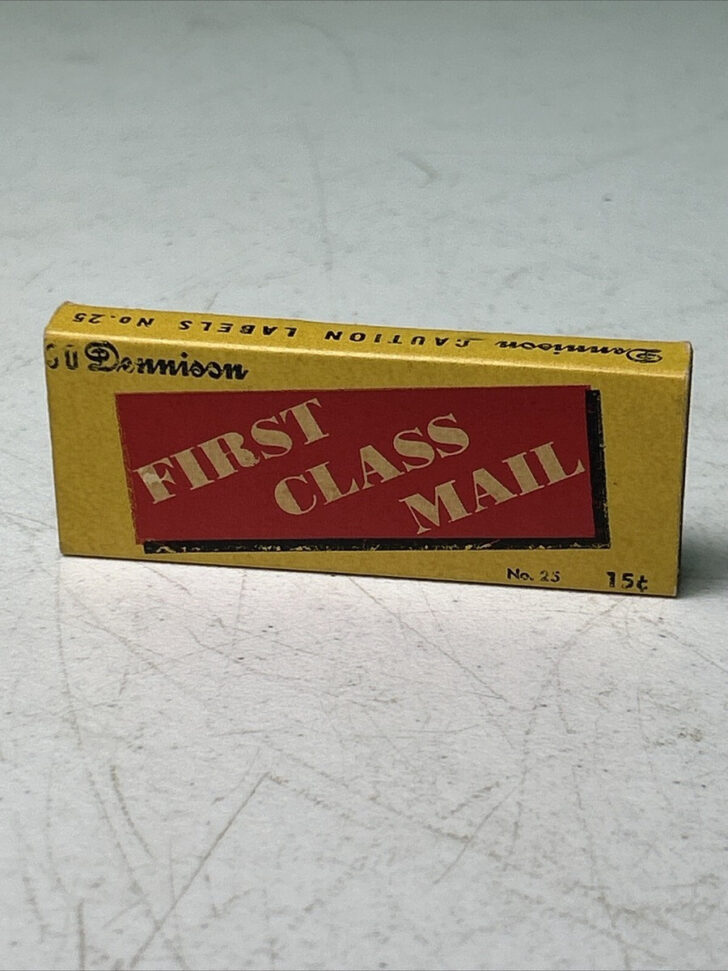 Dennison CAUTION LABELS No. 25
Dennison
FIRST
CLASS
MAIL
No. 25 15¢